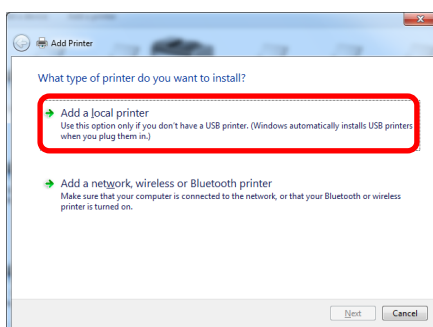 Add Printer
What type of printer do you want to install?
Add a local printer
Use this option only if you don't have a USB printer. (Windows automatically installs USB printers
when you plug them in.)
Add a network, wireless or Bluetooth printer
Make sure that your computer is connected to the network, or that your Bluetooth or wireless
printer is turned on.
Next Cancel